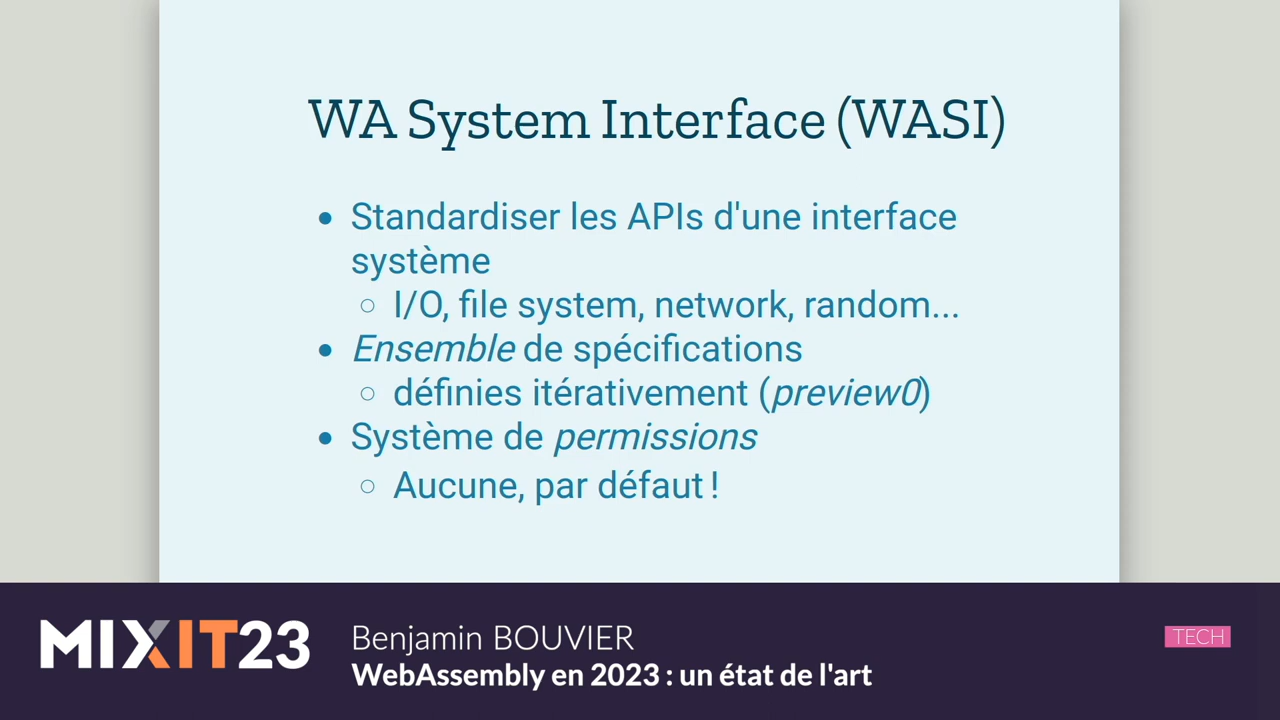 WA System Interface (WASI)
Standardiser les APIs d'une interface
système
I/O, file system, network, random...
Ensemble de spécifications
définies itérativement (preview0)
Système de permissions
Aucune, par défaut !
MIXIT23
Benjamin BOUVIER
WebAssembly en 2023 : un état de l'art
TECH